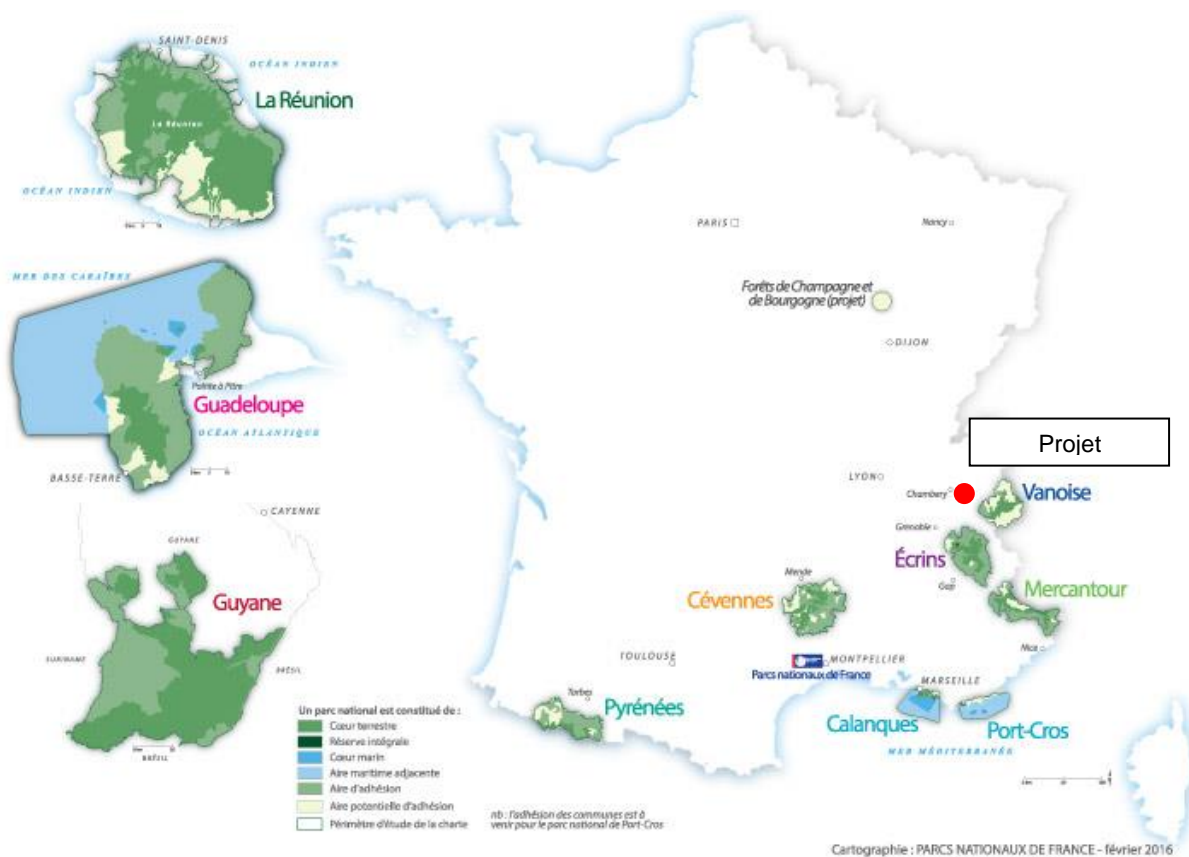 SAINT-DENIS
OCÉAN INDIEN
La Réunion
La Réunion
OCÉAN INDIEN
MER DES CARAÏBES
Pointe à Pitre
Guadeloupe
OCÉAN ATLANTIQUE
BASSE-TERRE
CAYENNE
GUYANE
Guyane
SURINAME
BRÉSIL
BRÉSIL
PARIS
Nancy
Forêts de Champagne et
de Bourgogne (projet)
DIJON
Projet
LYON
Chambery
Vanoise
Grenoble
Écrins
Gap
Mercantour
Mende
Cévennes
Nice
TOULOUSE
MONTPELLIER
Parcs nationaux de France
MARSEILLE
Tarbes
Pyrénées
Calanques
Port-Cros
MER MÉDITERRANÉE
Un parc national est constitué de :
Cœur terrestre
Réserve intégrale
Cœur marin
Aire maritime adjacente
Aire d'adhésion
Aire potentielle d'adhésion
Périmètre d'étude de la charte
nb : l'adhésion des communes est à
venir pour le parc national de Port-Cros
Cartographie : PARCS NATIONAUX DE FRANCE - février 2016